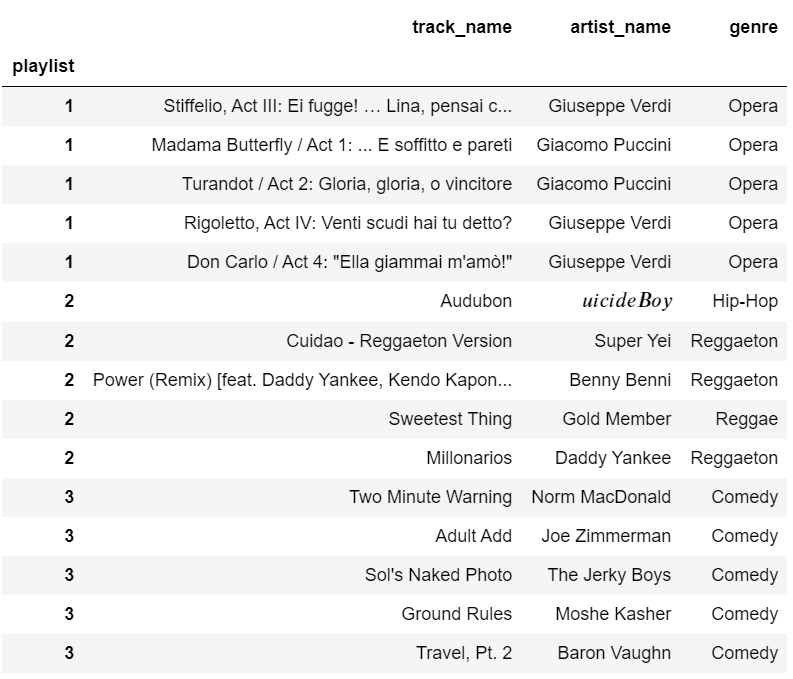 track_name artist_name genre
playlist
1 Stiffelio, Act III: Ei fugge! … Lina, pensai c... Giuseppe Verdi Opera
1 Madama Butterfly / Act 1: ... E soffitto e pareti Giacomo Puccini Opera
1 Turandot / Act 2: Gloria, gloria, o vincitore Giacomo Puccini Opera
1 Rigoletto, Act IV: Venti scudi hai tu detto? Giuseppe Verdi Opera
1 Don Carlo / Act 4: "Ella giammai m'amò!" Giuseppe Verdi Opera
2 Audubon uicideBoy Hip-Hop
2 Cuidao - Reggaeton Version Super Yei Reggaeton
2 Power (Remix) [feat. Daddy Yankee, Kendo Kapon... Benny Benni Reggaeton
2 Sweetest Thing Gold Member Reggae
2 Millonarios Daddy Yankee Reggaeton
3 Two Minute Warning Norm MacDonald Comedy
3 Adult Add Joe Zimmerman Comedy
3 Sol's Naked Photo The Jerky Boys Comedy
3 Ground Rules Moshe Kasher Comedy
3 Travel, Pt. 2 Baron Vaughn Comedy